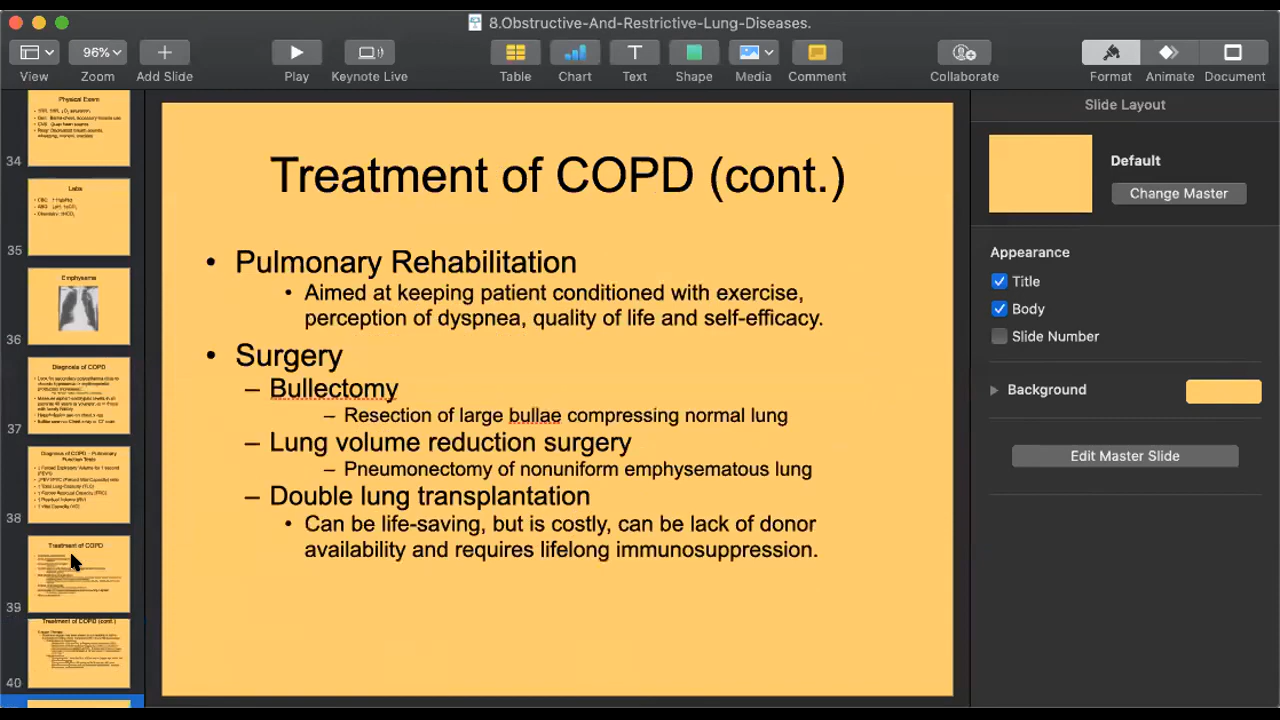 8.Obstructive-And-Restrictive-Lung-Diseases.
96%
View
Zoom
Add Slide
Play
Keynote Live
Table
Chart
Text
Shape
Media
Comment
Collaborate
Format
Animate
Document
Physical Exam
34
Labs
35
Emphysema
36
Diagnosis of COPD
37
Diagnosis of COPD - Pulmonary
Function Tests
38
Treatment of COPD
39
Treatment of COPD (cont.)
40
Treatment of COPD (cont.)
• Pulmonary Rehabilitation
• Aimed at keeping patient conditioned with exercise,
perception of dyspnea, quality of life and self-efficacy.
• Surgery
– Bullectomy
– Resection of large bullae compressing normal lung
– Lung volume reduction surgery
– Pneumonectomy of nonuniform emphysematous lung
– Double lung transplantation
• Can be life-saving, but is costly, can be lack of donor
availability and requires lifelong immunosuppression.
Slide Layout
Default
Change Master
Appearance
Title
Body
Slide Number
Background
Edit Master Slide